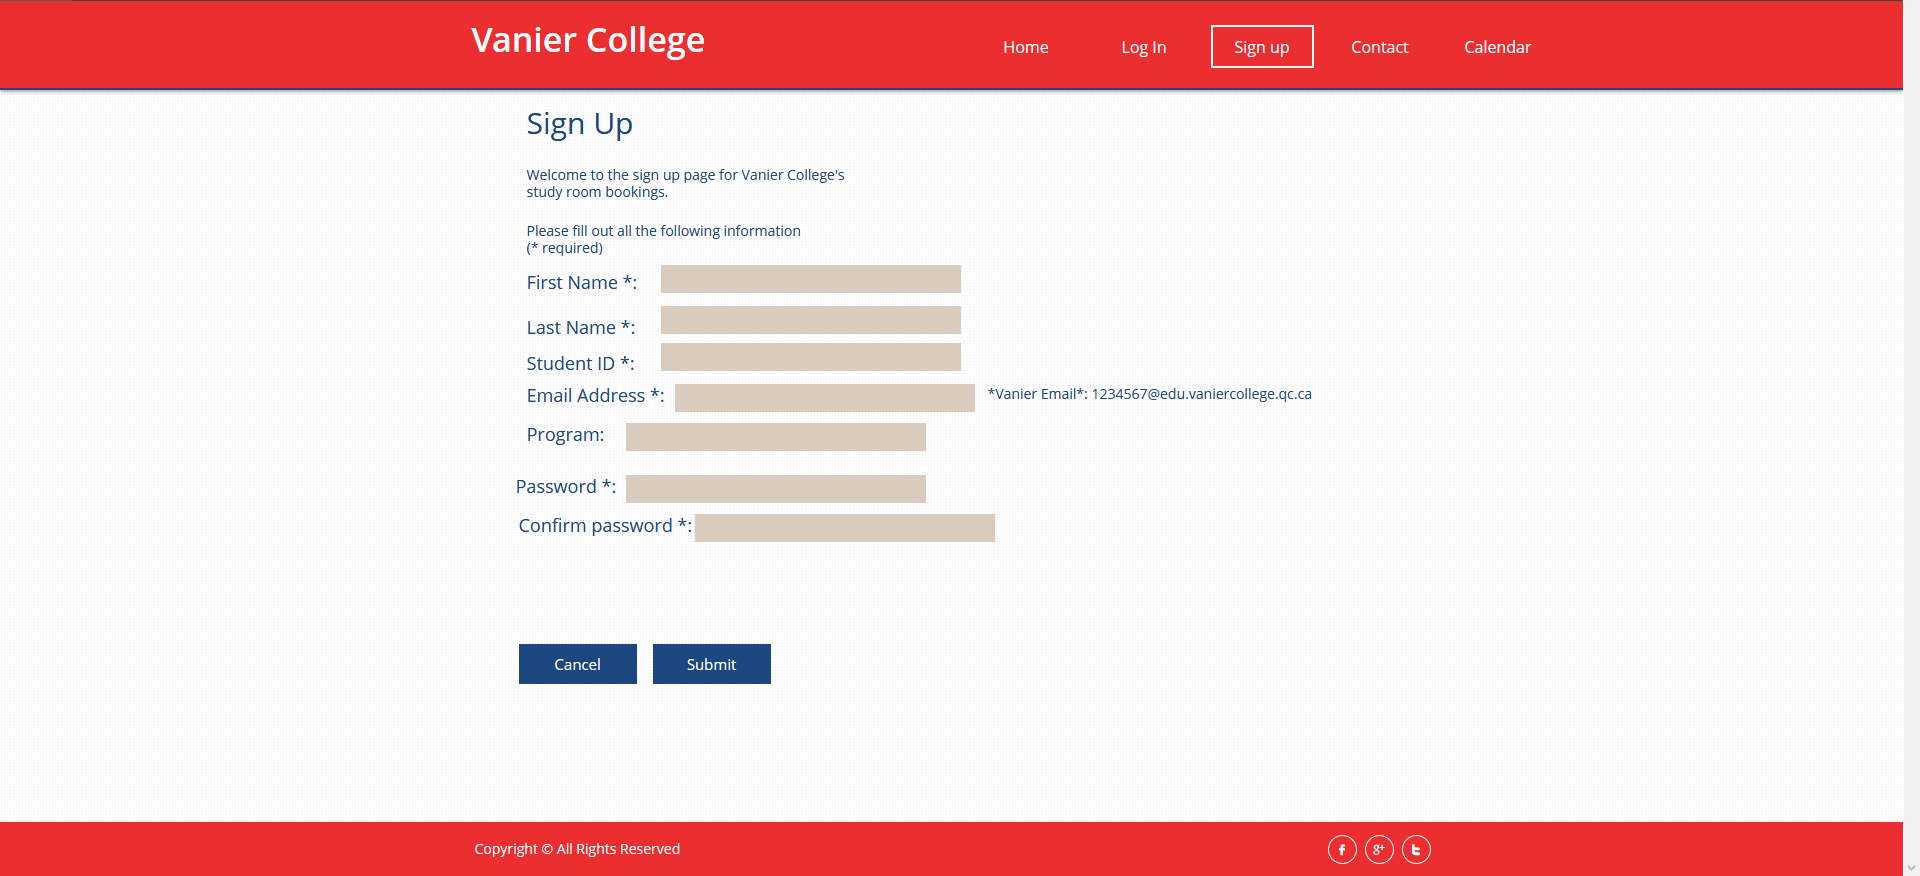 Vanier College
Home
Log In
Sign up
Contact
Calendar
Sign Up
Welcome to the sign up page for Vanier College's
study room bookings.
Please fill out all the following information
(* required)
First Name *:
Last Name *:
Student ID *:
Email Address *:
*Vanier Email*: 1234567@edu.vaniercollege.qc.ca
Program:
Password *:
Confirm password *:
Cancel
Submit
Copyright © All Rights Reserved